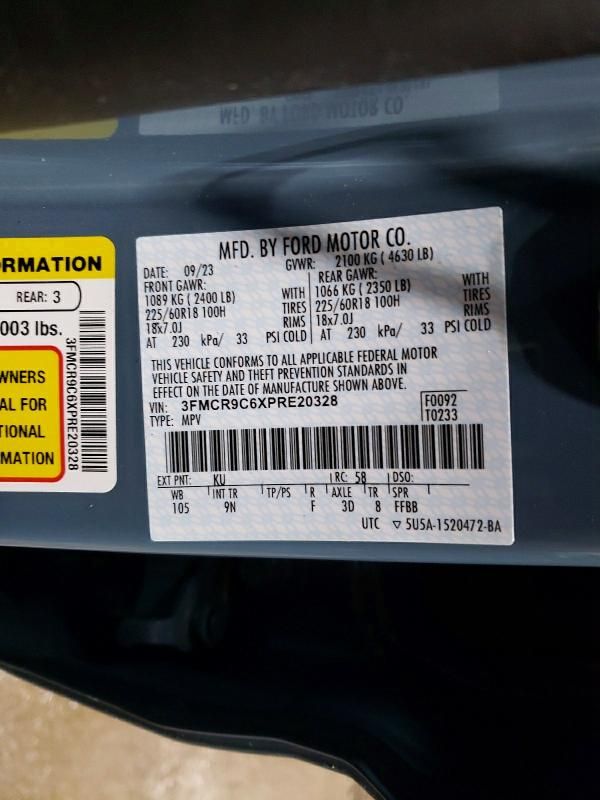 MFD. BY FORD MOTOR CO.
RMATION
REAR: 3
003 lbs.
WNERS
AL FOR
TIONAL
MATION
3FMCR9C6XPRE20328
MFD. BY FORD MOTOR CO.
DATE: 09/23 GVWR: 2100 KG ( 4630 LB)
FRONT GAWR: REAR GAWR:
1089 KG ( 2400 LB) WITH 1066 KG ( 2350 LB) WITH
225/60R18 100H TIRES 225/60R18 100H TIRES
18x7.0J RIMS 18x7.0J RIMS
AT 230 kPa/ 33 PSI COLD AT 230 kPa/ 33 PSI COLD
THIS VEHICLE CONFORMS TO ALL APPLICABLE FEDERAL MOTOR
VEHICLE SAFETY AND THEFT PREVENTION STANDARDS IN
EFFECT ON THE DATE OF MANUFACTURE SHOWN ABOVE.
VIN: 3FMCR9C6XPRE20328 F0092
TYPE: MPV T0233
EXT PNT: KU RC: 58 DSO:
WB INT TR TP/PS R AXLE TR SPR
105 9N F 3D 8 FFBB
UTC ▽ 5U5A-1520472-BA